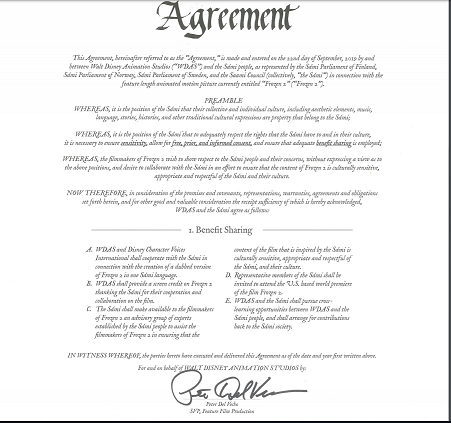 Agreement
This Agreement, hereinafter referred to as the "Agreement," is made and entered on the 22nd day of September, 2019 by and
between Walt Disney Animation Studios ("WDAS") and the Sámi people, as represented by the Sámi Parliament of Finland,
Sámi Parliament of Norway, Sámi Parliament of Sweden, and the Saami Council (collectively, "the Sámi") in connection with the
feature length animated motion picture currently entitled "Frozen 2" ("Frozen 2").
PREAMBLE
WHEREAS, it is the position of the Sámi that their collective and individual culture, including aesthetic elements, music,
language, stories, histories, and other traditional cultural expressions are property that belong to the Sámi;
WHEREAS, it is the position of the Sámi that to adequately respect the rights that the Sámi have to and in their culture,
it is necessary to ensure sensitivity, allow for free, prior, and informed consent, and ensure that adequate benefit sharing is employed;
WHEREAS, the filmmakers of Frozen 2 wish to show respect to the Sámi people and their concerns, without expressing a view as to
the above positions, and desire to collaborate with the Sámi in an effort to ensure that the content of Frozen 2 is culturally sensitive,
appropriate and respectful of the Sámi and their culture.
NOW THEREFORE, in consideration of the promises and covenants, representations, warranties, agreements and obligations
set forth herein, and for other good and valuable consideration the receipt sufficiency of which is hereby acknowledged,
WDAS and the Sámi agree as follows:
1. Benefit Sharing
A. WDAS and Disney Character Voices
International shall cooperate with the Sámi in
connection with the creation of a dubbed version
of Frozen 2 in one Sámi language.
B. WDAS shall provide a screen credit on Frozen 2
thanking the Sámi for their cooperation and
collaboration on the film.
C. The Sámi shall make available to the filmmakers
of Frozen 2 an advisory group of experts
established by the Sámi people to assist the
filmmakers of Frozen 2 in ensuring that the
content of the film that is inspired by the Sámi is
culturally sensitive, appropriate and respectful of
the Sámi, and their culture.
D. Representative members of the Sámi shall be
invited to attend the "U.S. based world premiere
of the film Frozen 2.
E. WDAS and the Sámi shall pursue cross-
learning opportunities between WDAS and the
Sámi people, and shall arrange for contributions
back to the Sámi society.
IN WITNESS WHEREOF, the parties hereto have executed and delivered this Agreement as of the date and year first written above.
For and on behalf of WALT DISNEY ANIMATION STUDIOS by:
Peter Del Vecho
SVP, Feature Film Production